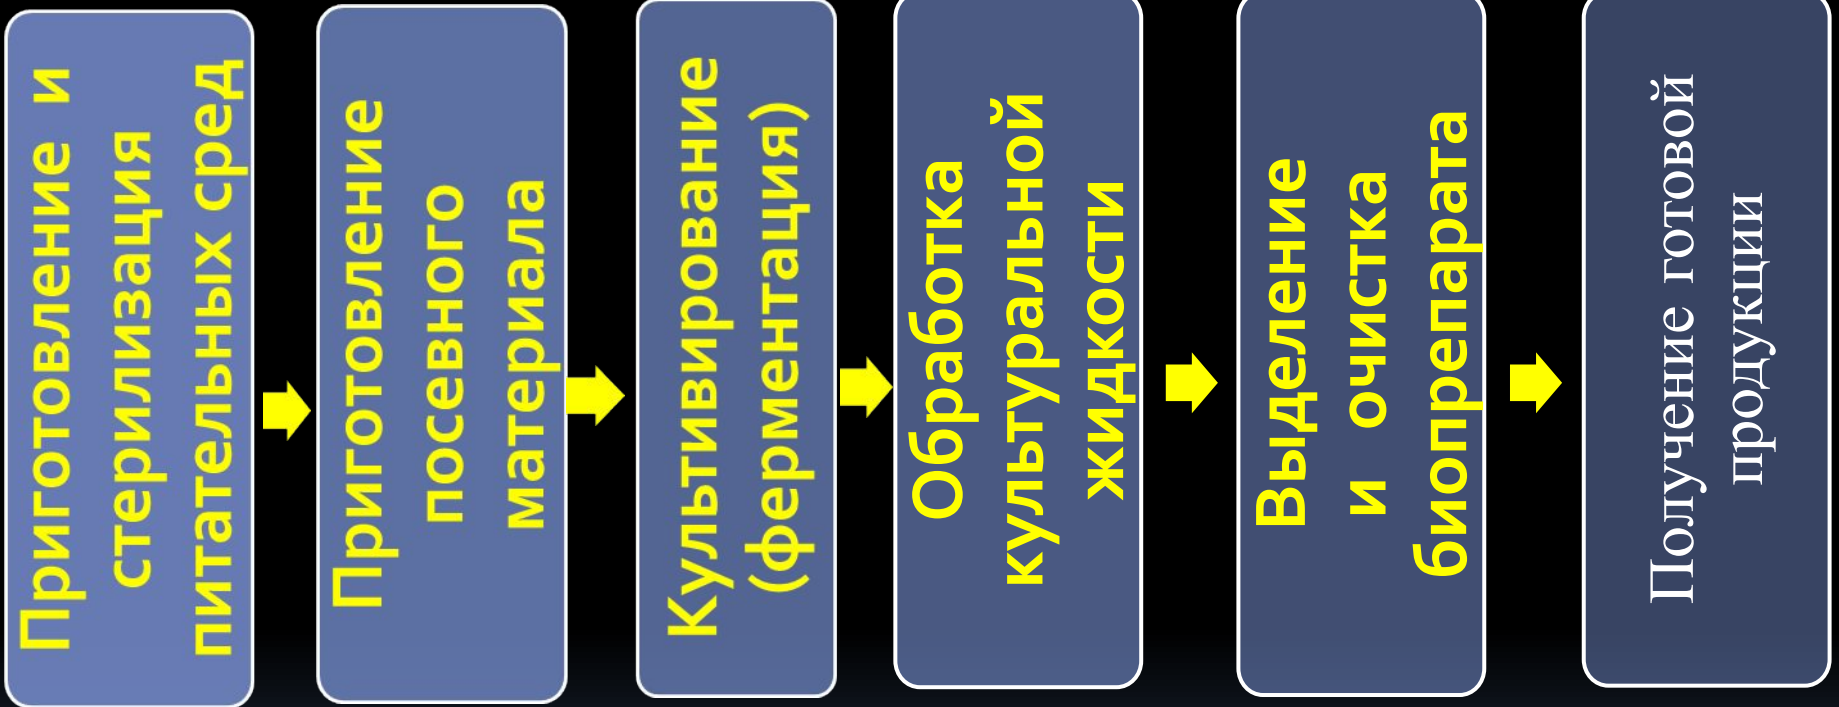 Приготовление и
стерилизация
питательных сред
Приготовление
посевного
материала
Культивирование
(ферментация)
Обработка
культуральной
жидкости
Выделение
и очистка
биопрепарата
Получение готовой
продукции